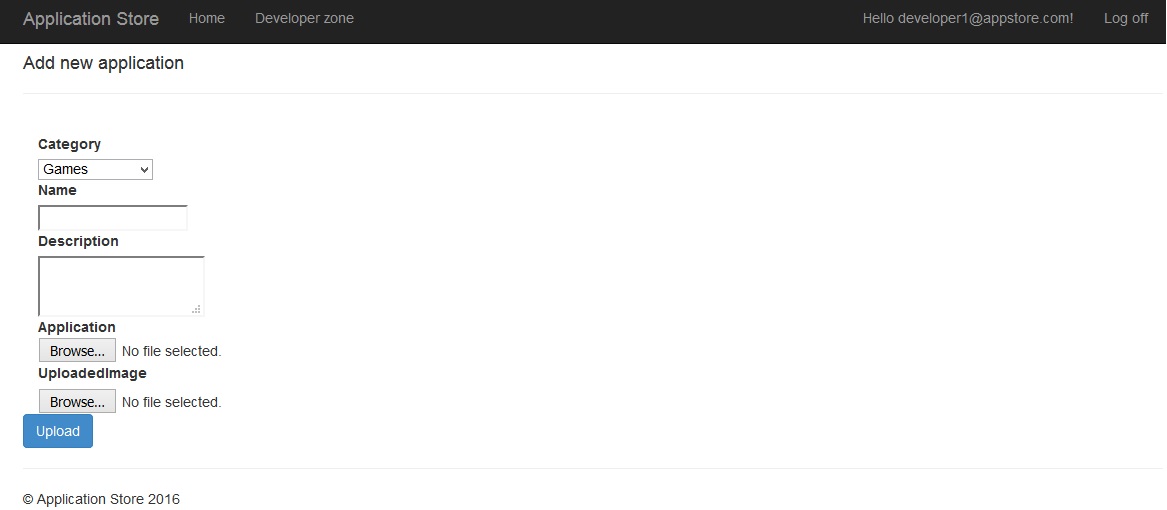 Application Store Home Developer zone Hello developer1@appstore.com! Log off
Add new application
Category
Games
Name
Description
Application
Browse... No file selected.
UploadedImage
Browse... No file selected.
Upload
© Application Store 2016